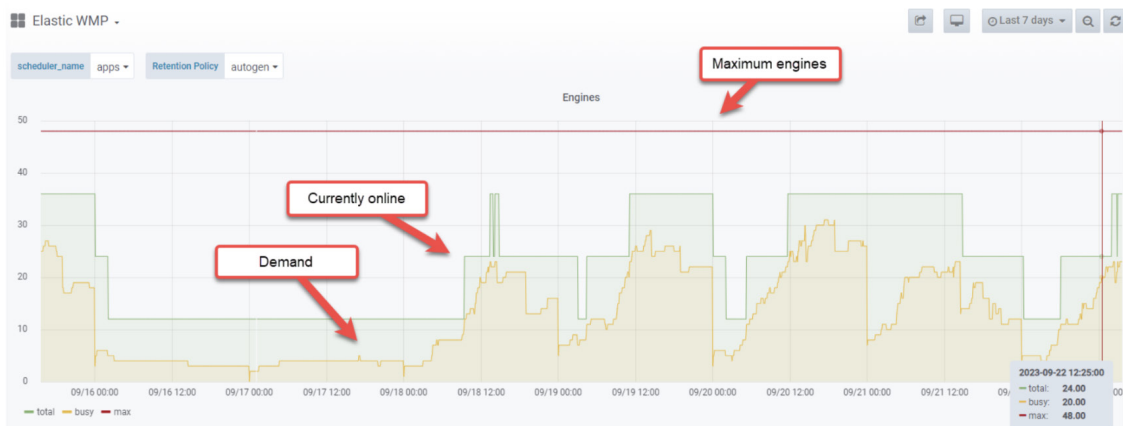 Elastic WMP
Last 7 days
scheduler_name apps Retention Policy autogen
Maximum engines
Engines
Currently online
Demand
50
40
30
20
10
0
09/16 00:00 09/16 12:00 09/17 00:00 09/17 12:00 09/18 00:00 09/18 12:00 09/19 00:00 09/19 12:00 09/20 00:00 09/20 12:00 09/21 00:00 09/21 12:00
2023-09-22 12:25:00
total: 24.00
busy: 20.00
max: 48.00
total busy max